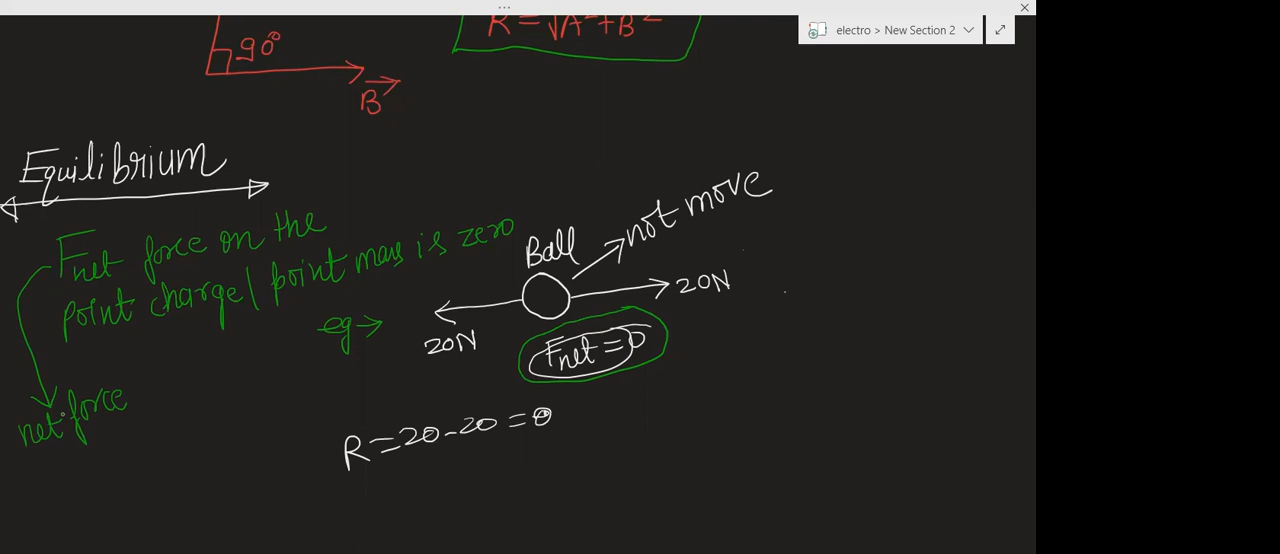 R = √A²+B²
electro > New Section 2
90°
B
Equilibrium
Fnet force on the
point charge/point mass is zero
eg →
Ball
not move
20N
20N
Fnet = 0
net force
R = 20 - 20 = 0